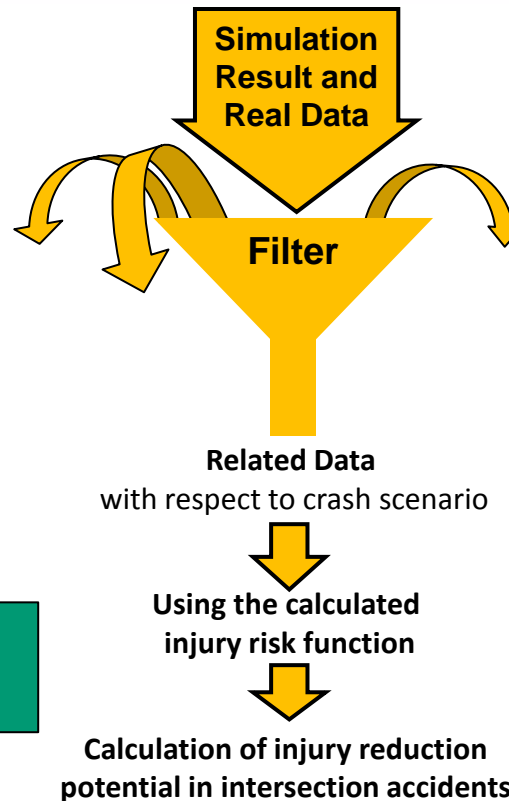 Simulation
Result and
Real Data
Filter
Related Data
with respect to crash scenario
Using the calculated
injury risk function
Calculation of injury reduction
potential in intersection accidents